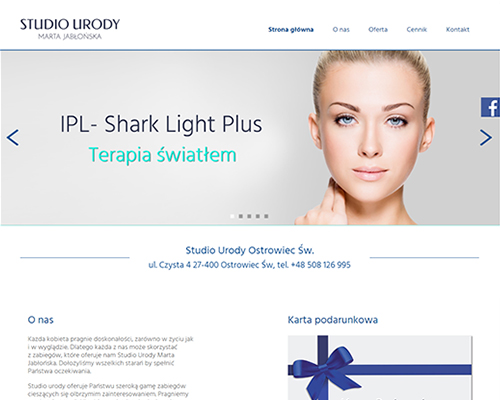 STUDIO URODY
MARTA JABŁOŃSKA
Strona główna
O nas
Oferta
Cennik
Kontakt
IPL- Shark Light Plus
Terapia światłem
f
Studio Urody Ostrowiec Św.
ul. Czysta 4 27-400 Ostrowiec Św, tel. +48 508 126 995
O nas
Każda kobieta pragnie doskonałości, zarówno w życiu jak
i w wyglądzie. Dlatego każda z nas może skorzystać
z zabiegów, które oferuje nam Studio Urody Marta
Jabłońska. Dołożyliśmy wszelkich starań by spełnić
Państwa oczekiwania.
Studio urody oferuje Państwu szeroką gamę zabiegów
cieszących się olbrzymim zainteresowaniem. Pragniemy
Karta podarunkowa